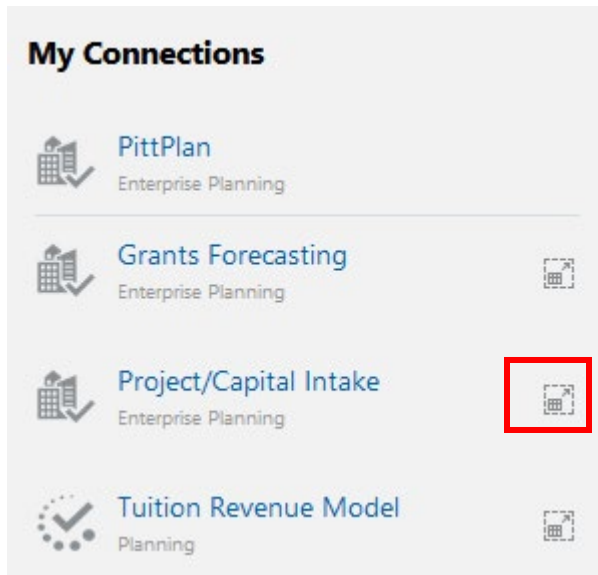 My Connections
PittPlan
Enterprise Planning
Grants Forecasting
Enterprise Planning
Project/Capital Intake
Enterprise Planning
Tuition Revenue Model
Planning